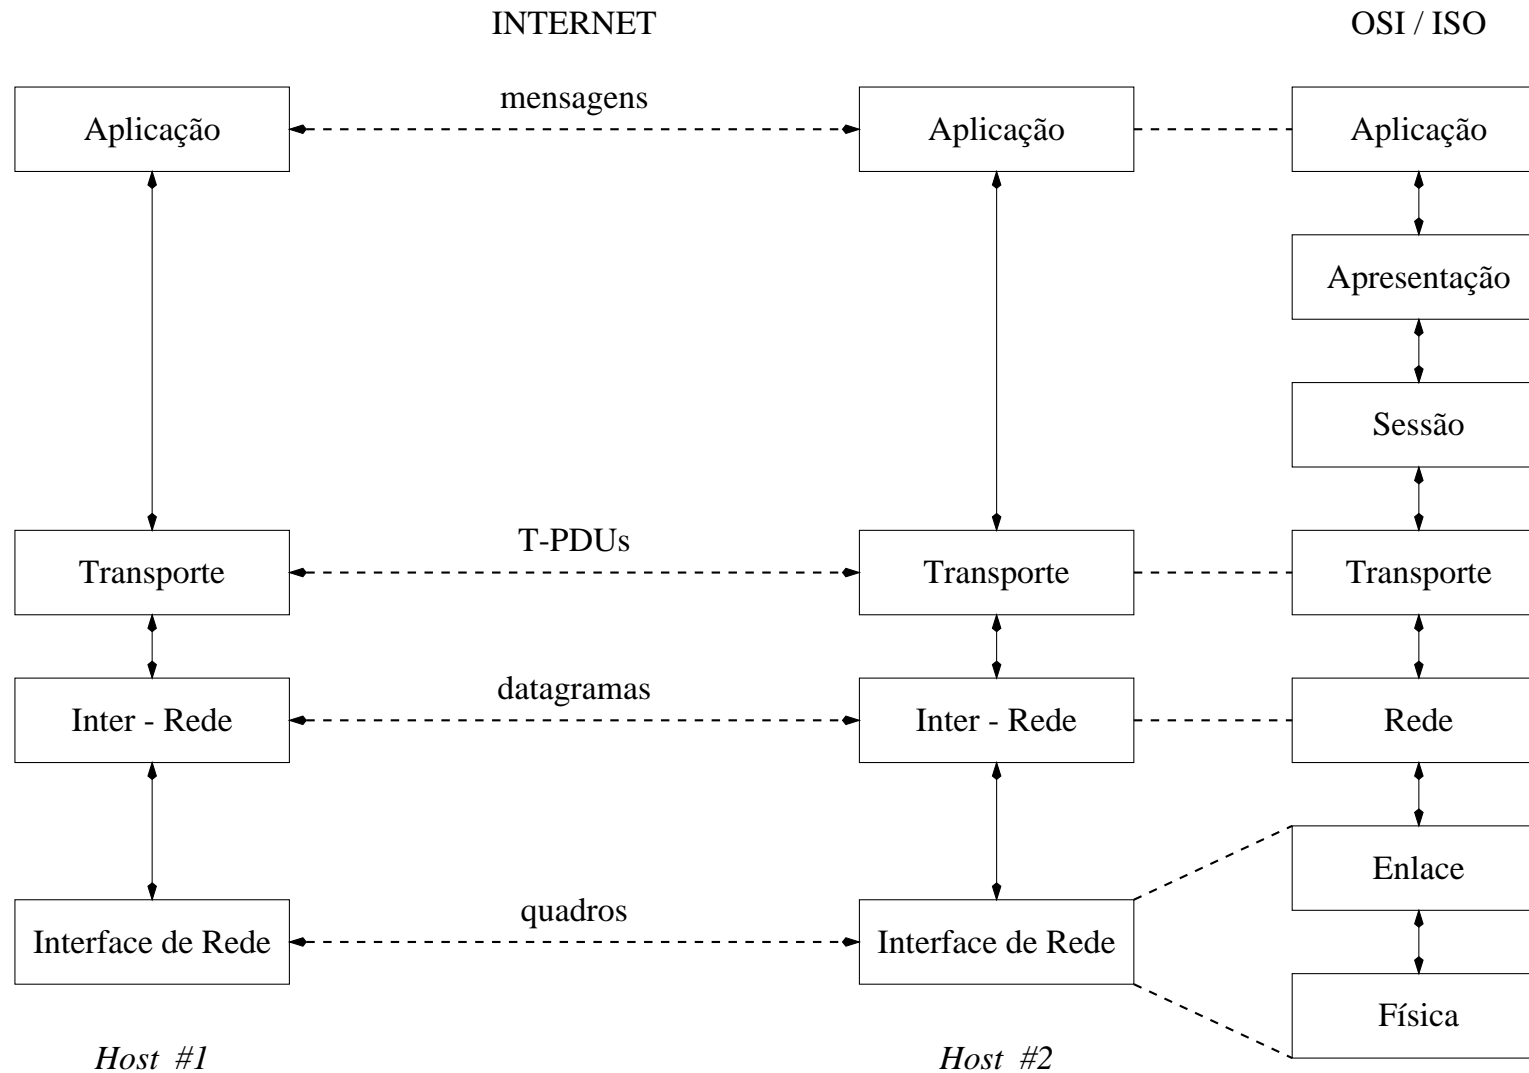 INTERNET
OSI / ISO
mensagens
Aplicação
Aplicação
Aplicação
Apresentação
Sessão
T-PDUs
Transporte
Transporte
Transporte
datagramas
Inter - Rede
Inter - Rede
Rede
Enlace
quadros
Interface de Rede
Interface de Rede
Física
Host #1
Host #2